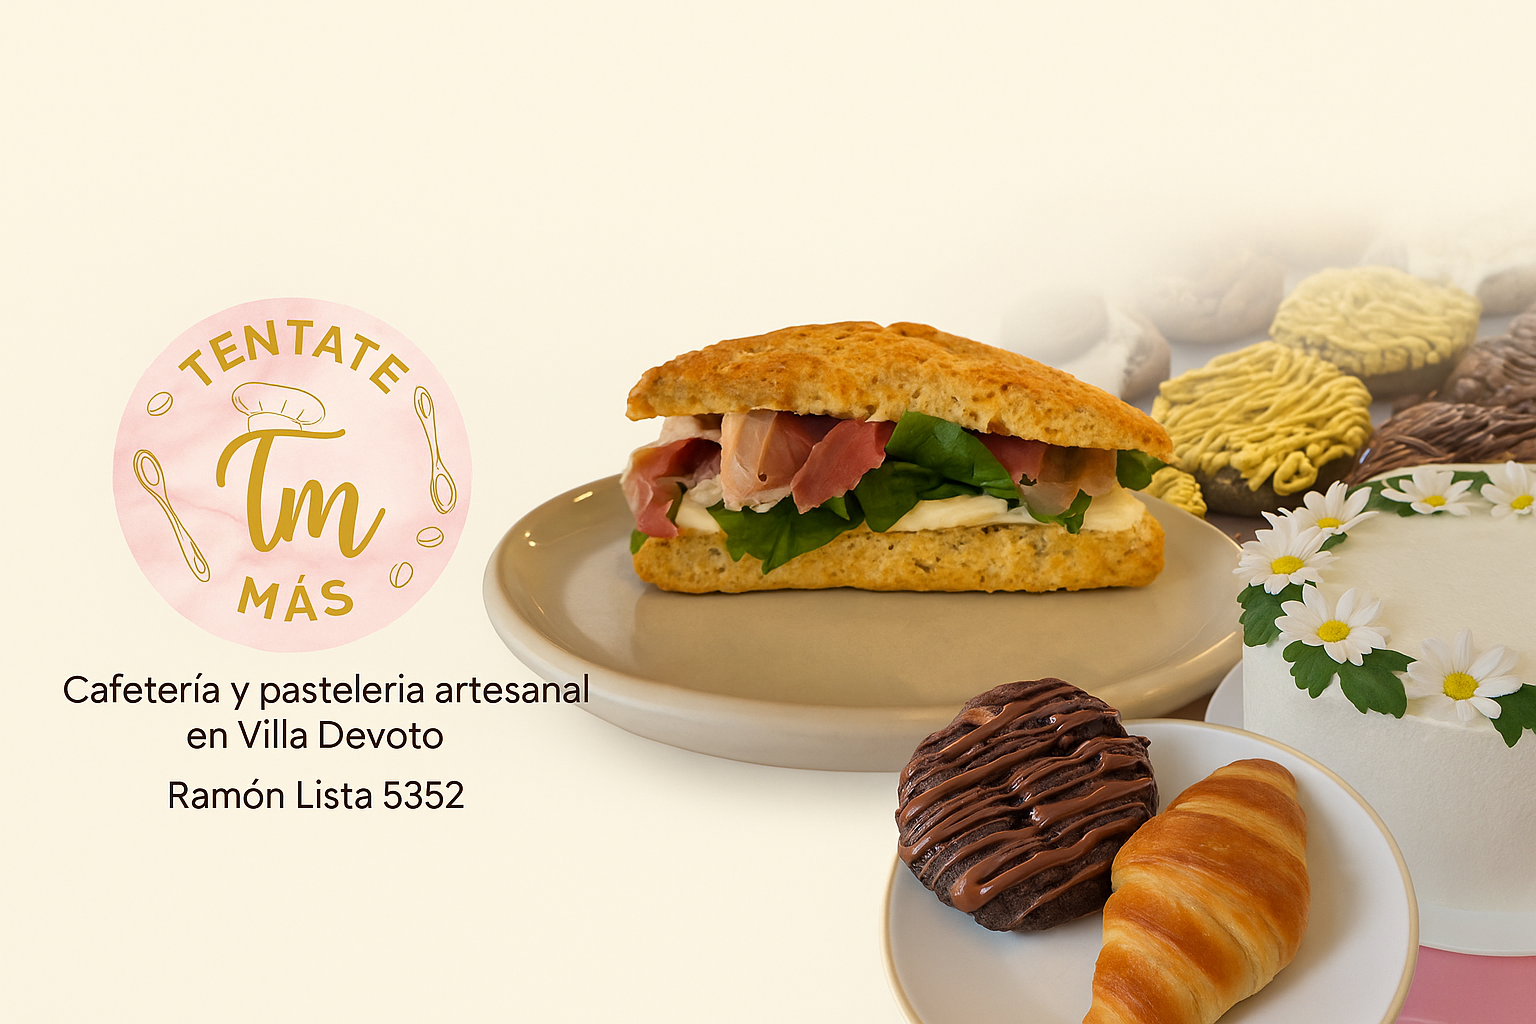 TENTATE
Tm
MÁS
Cafetería y pasteleria artesanal
en Villa Devoto
Ramón Lista 5352